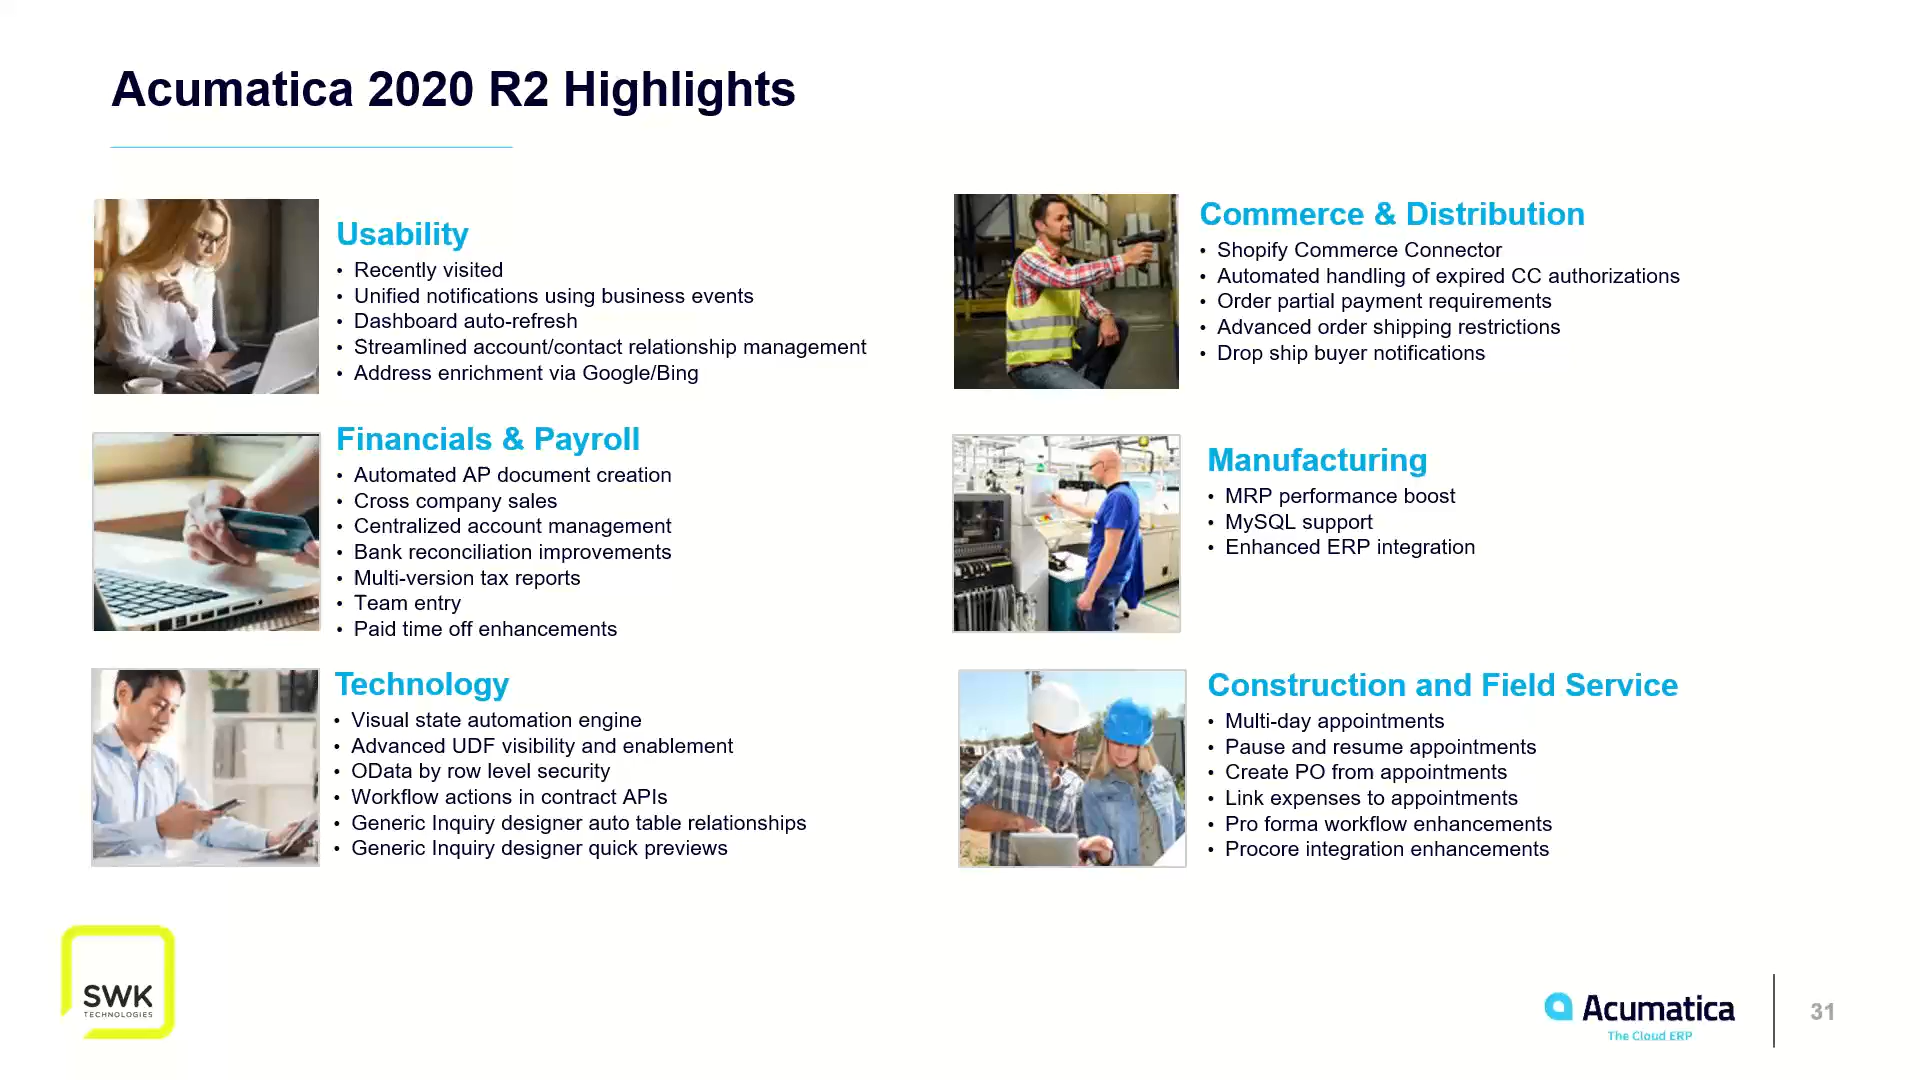 Acumatica 2020 R2 Highlights
Usability
• Recently visited
• Unified notifications using business events
• Dashboard auto-refresh
• Streamlined account/contact relationship management
• Address enrichment via Google/Bing
Financials & Payroll
• Automated AP document creation
• Cross company sales
• Centralized account management
• Bank reconciliation improvements
• Multi-version tax reports
• Team entry
• Paid time off enhancements
Technology
• Visual state automation engine
• Advanced UDF visibility and enablement
• OData by row level security
• Workflow actions in contract APIs
• Generic Inquiry designer auto table relationships
• Generic Inquiry designer quick previews
Commerce & Distribution
• Shopify Commerce Connector
• Automated handling of expired CC authorizations
• Order partial payment requirements
• Advanced order shipping restrictions
• Drop ship buyer notifications
Manufacturing
• MRP performance boost
• MySQL support
• Enhanced ERP integration
Construction and Field Service
• Multi-day appointments
• Pause and resume appointments
• Create PO from appointments
• Link expenses to appointments
• Pro forma workflow enhancements
• Procore integration enhancements
SWK
TECHNOLOGIES
Acumatica
The Cloud ERP
31